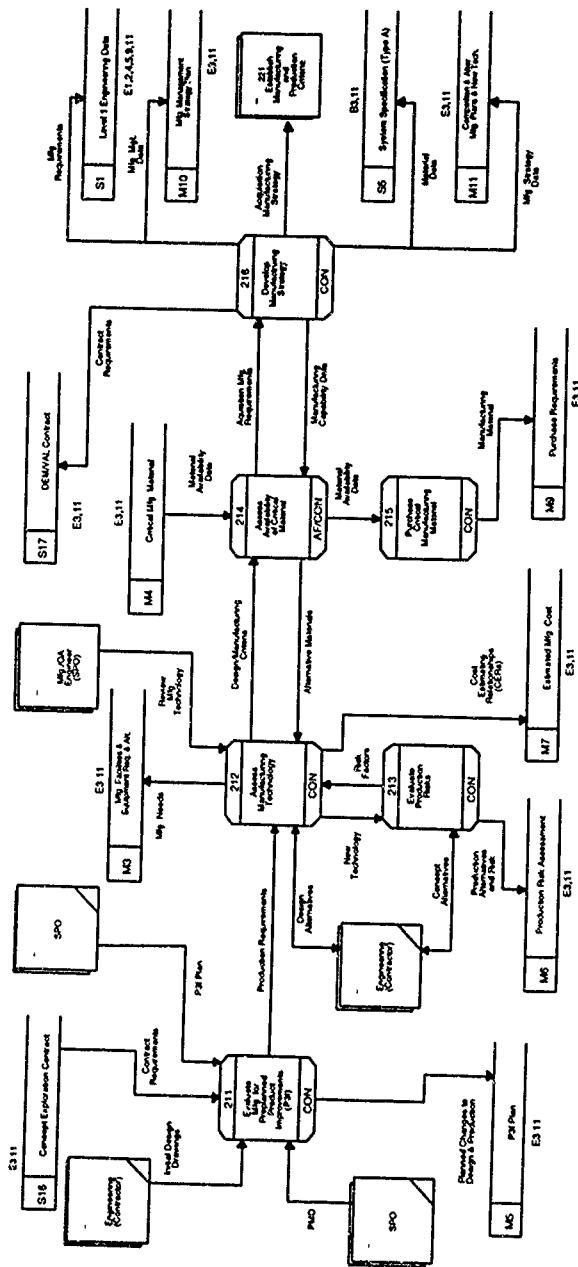 E3 11
S16
Concept Exploration Contract
Engineering
(Contractor)
Initial Design
Drawings
Contract
Requirements
SPO
P3I Plan
211
Evaluate
Mfg for
Preplanned
Product
Improvements
(P3I)
CON
PMD
SPO
Planned Changes to
Design & Production
M5
P3I Plan
E3 11
Production Requirements
E3 11
M3
Mfg Facilities &
Equipment Req. & Alt.
Mfg Needs
Mfg /QA
Engineer
(SPO)
Review Mfg
Technology
212
Assess
Manufacturing
Technology
CON
Design
Alternatives
Engineering
(Contractor)
New
Technology
Risk
Factors
213
Evaluate
Production
Risks
CON
Concept
Alternatives
Production
Alternatives
and Risk
M6
Production Risk Assessment
E3,11
Cost
Estimating
Relationships
(CERs)
M7
Estimated Mfg Cost
E3,11
Design/Manufacturing
Criteria
Alternative Materials
E3,11
M4
Critical Mfg Material
Material
Availability
Data
214
Assess
Availability
of Critical
Material
AF/CCN
Material
Availability
Data
215
Purchase
Critical
Manufacturing
Material
CON
Manufacturing
Material
M9
Purchase Requirements
E3,11
S17
DEM/VAL Contract
E3,11
Contract
Requirements
Aquisition Mfg
Requirements
Manufacturing
Capability Data
216
Develop
Manufacturing
Strategy
CON
Mfg
Requirements
S1
Level 1 Engineering Data
E1,2,4,5,9,11
Mfg Mgt.
Data
M10
Mfg Management
Strategy Plan
E3,11
Acquisition
Manufacturing
Strategy
221
Establish
Manufacturing
and
Production
Criteria
B3,11
S5
System Specification (Type A)
Material
Data
E3,11
M11
Mfg Plans & New Tech.
Mfg Strategy
Data